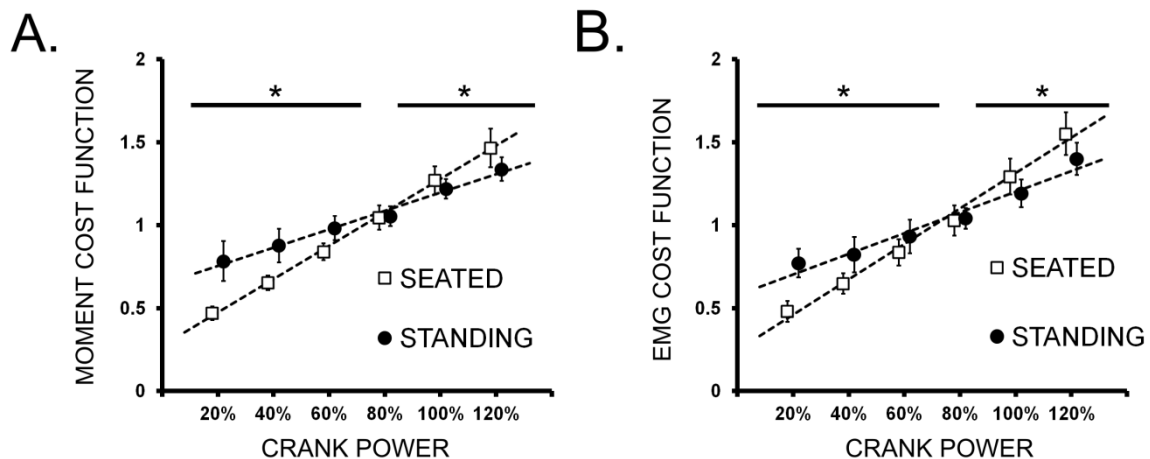 A.
MOMENT COST FUNCTION
2
1.5
1
0.5
0
* *
SEATED
STANDING
20% 40% 60% 80% 100% 120%
CRANK POWER
B.
EMG COST FUNCTION
2
1.5
1
0.5
0
* *
SEATED
STANDING
20% 40% 60% 80% 100% 120%
CRANK POWER